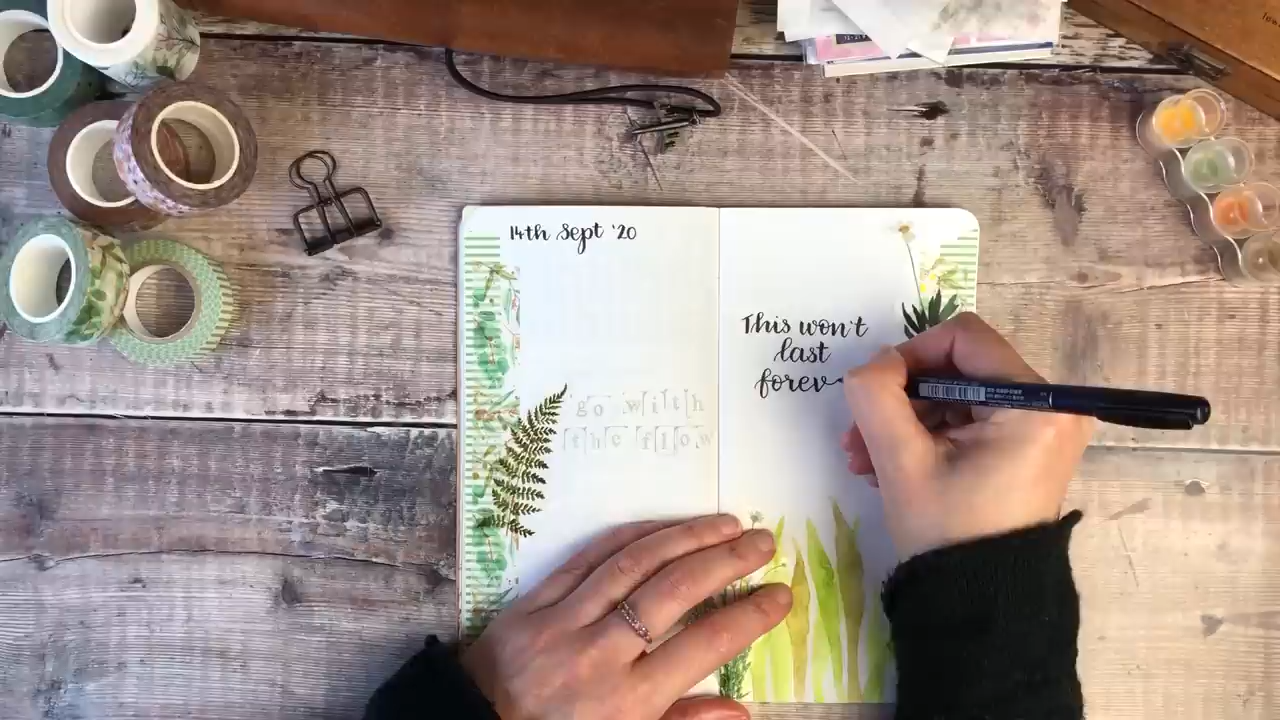 14th Sept '20
go with
the flow
This won't
last
forev